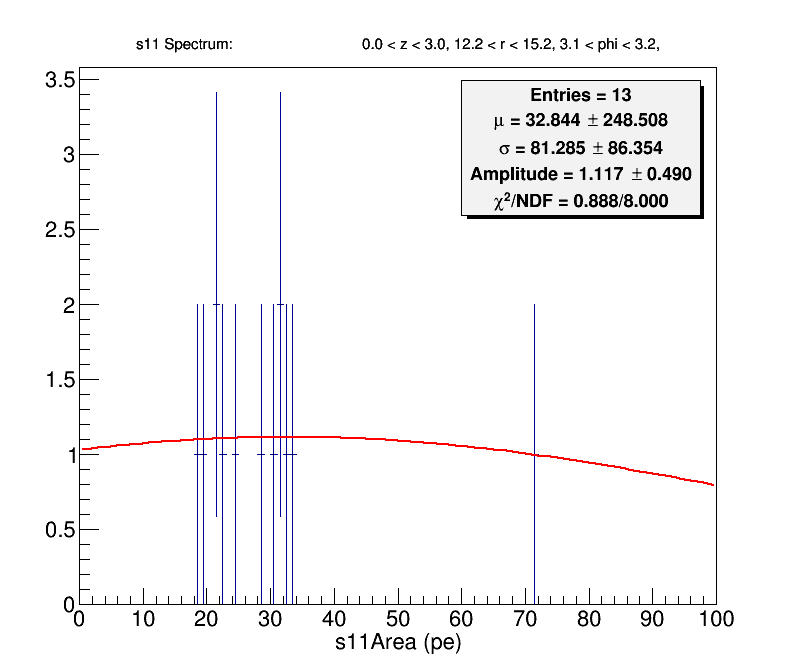 s11 Spectrum: 0.0 < z < 3.0, 12.2 < r < 15.2, 3.1 < phi < 3.2,
Entries = 13
μ = 32.844 ± 248.508
σ = 81.285 ± 86.354
Amplitude = 1.117 ± 0.490
χ²/NDF = 0.888/8.000
3.5
3
2.5
2
1.5
1
0.5
0
0 10 20 30 40 50 60 70 80 90 100
s11Area (pe)